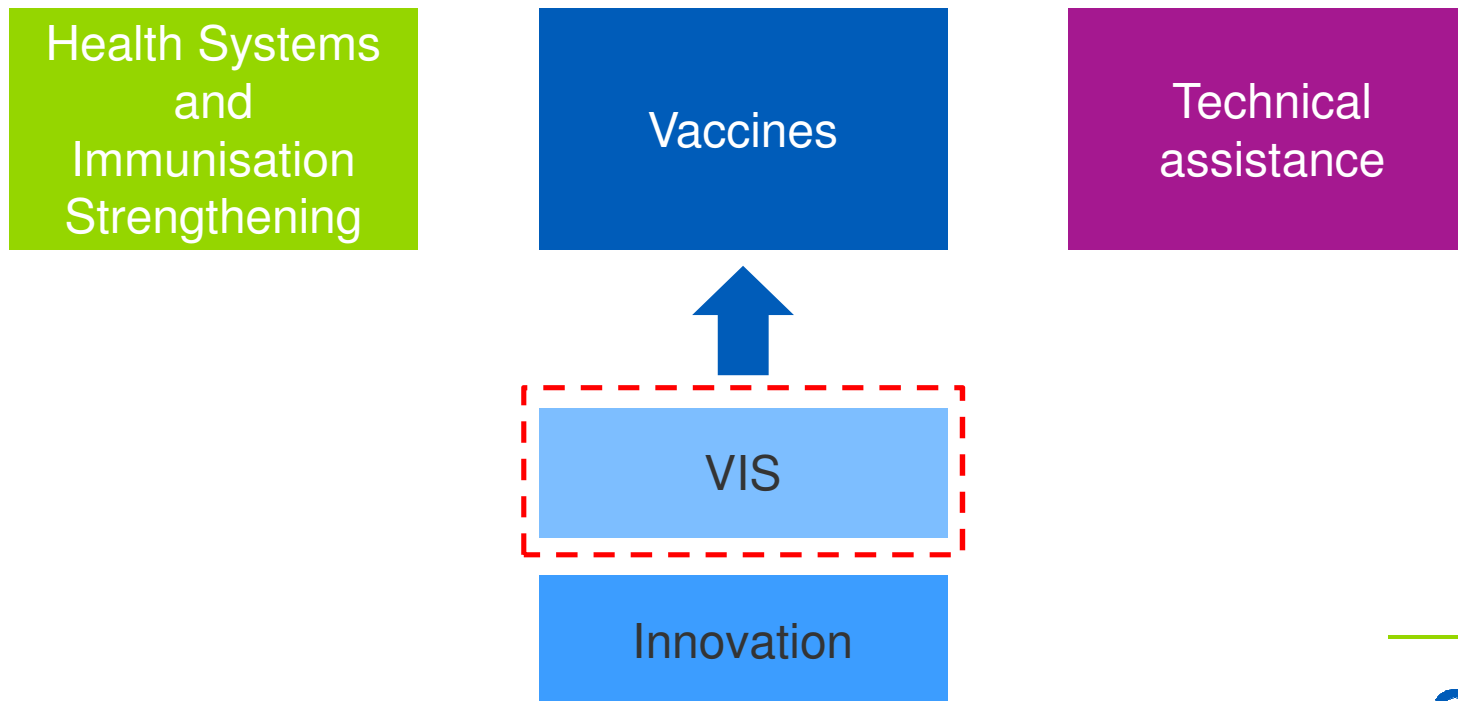 Health Systems
and
Immunisation
Strengthening
Vaccines
Technical
assistance
VIS
Innovation